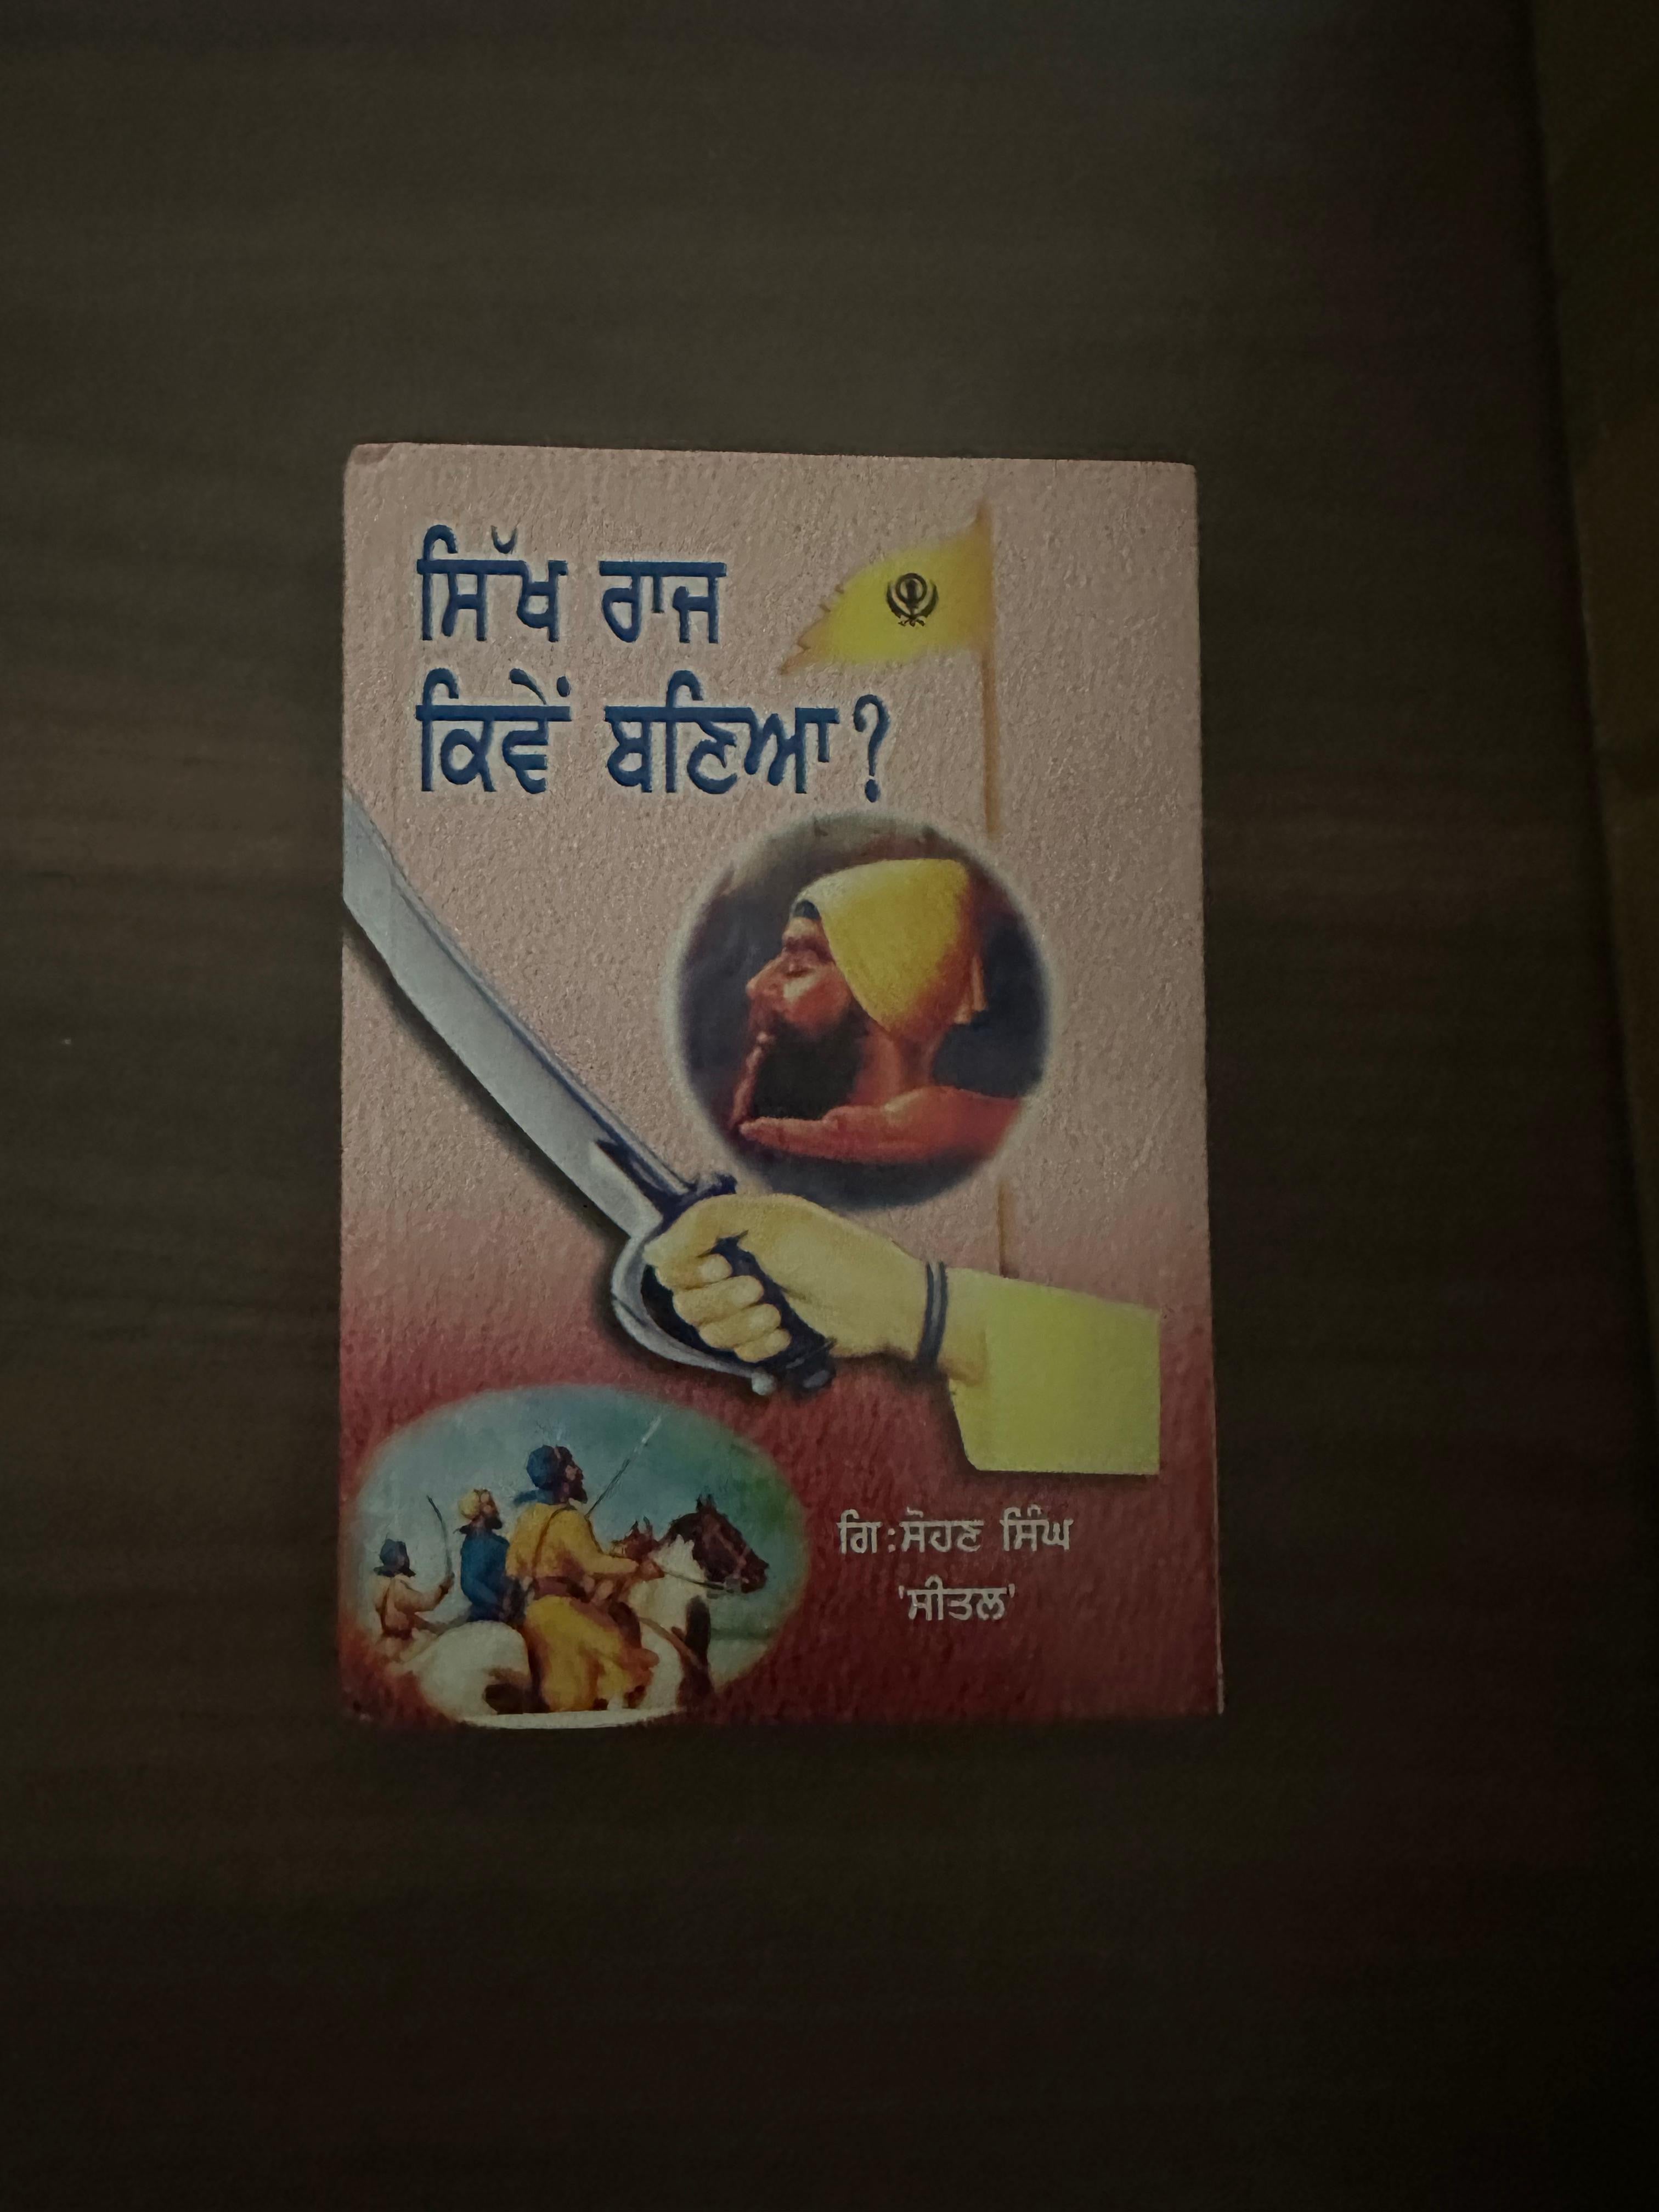 ਸਿੱਖ ਰਾਜ
ਕਿਵੇਂ ਬਣਿਆ?
ਗਿ:ਸੋਹਣ ਸਿੰਘ
'ਸੀਤਲ'